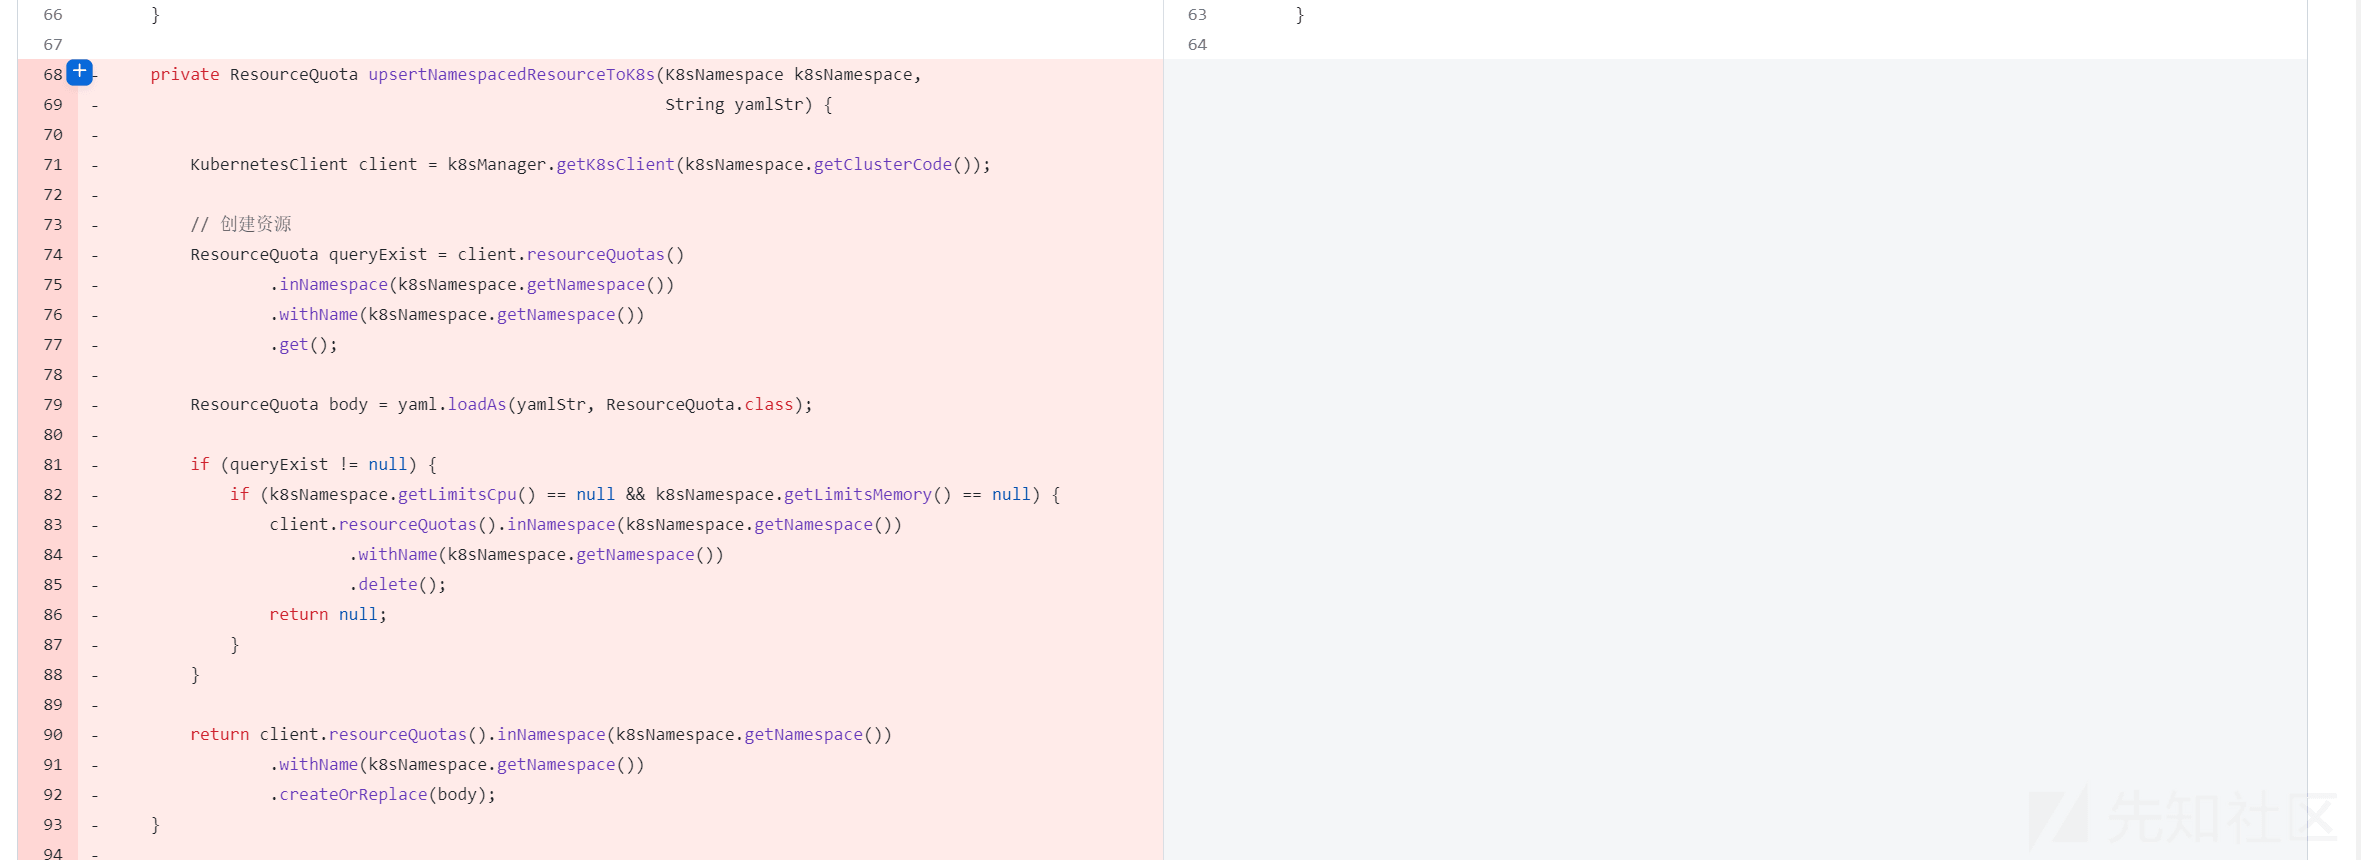 66 }
67
68 + - private ResourceQuota upsertNamespacedResourceToK8s(K8sNamespace k8sNamespace,
69 - String yamlStr) {
70 -
71 - KubernetesClient client = k8sManager.getK8sClient(k8sNamespace.getClusterCode());
72 -
73 - // 创建资源
74 - ResourceQuota queryExist = client.resourceQuotas()
75 - .inNamespace(k8sNamespace.getNamespace())
76 - .withName(k8sNamespace.getNamespace())
77 - .get();
78 -
79 - ResourceQuota body = yaml.loadAs(yamlStr, ResourceQuota.class);
80 -
81 - if (queryExist != null) {
82 - if (k8sNamespace.getLimitsCpu() == null && k8sNamespace.getLimitsMemory() == null) {
83 - client.resourceQuotas().inNamespace(k8sNamespace.getNamespace())
84 - .withName(k8sNamespace.getNamespace())
85 - .delete();
86 - return null;
87 - }
88 - }
89 -
90 - return client.resourceQuotas().inNamespace(k8sNamespace.getNamespace())
91 - .withName(k8sNamespace.getNamespace())
92 - .createOrReplace(body);
93 - }
94 -
63 }
64
先知社区